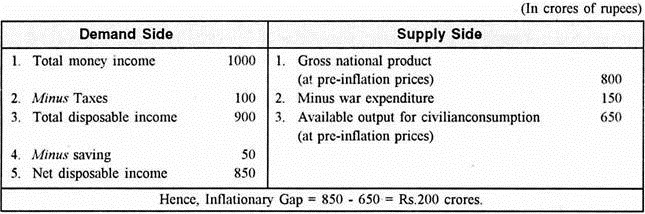 (In crores of rupees)
Demand Side
1. Total money income 1000
2. Minus Taxes 100
3. Total disposable income 900
4. Minus saving 50
5. Net disposable income 850
Supply Side
1. Gross national product
(at pre-inflation prices) 800
2. Minus war expenditure 150
3. Available output for civilianconsumption 650
(at pre-inflation prices)
Hence, Inflationary Gap = 850 - 650 = Rs.200 crores.